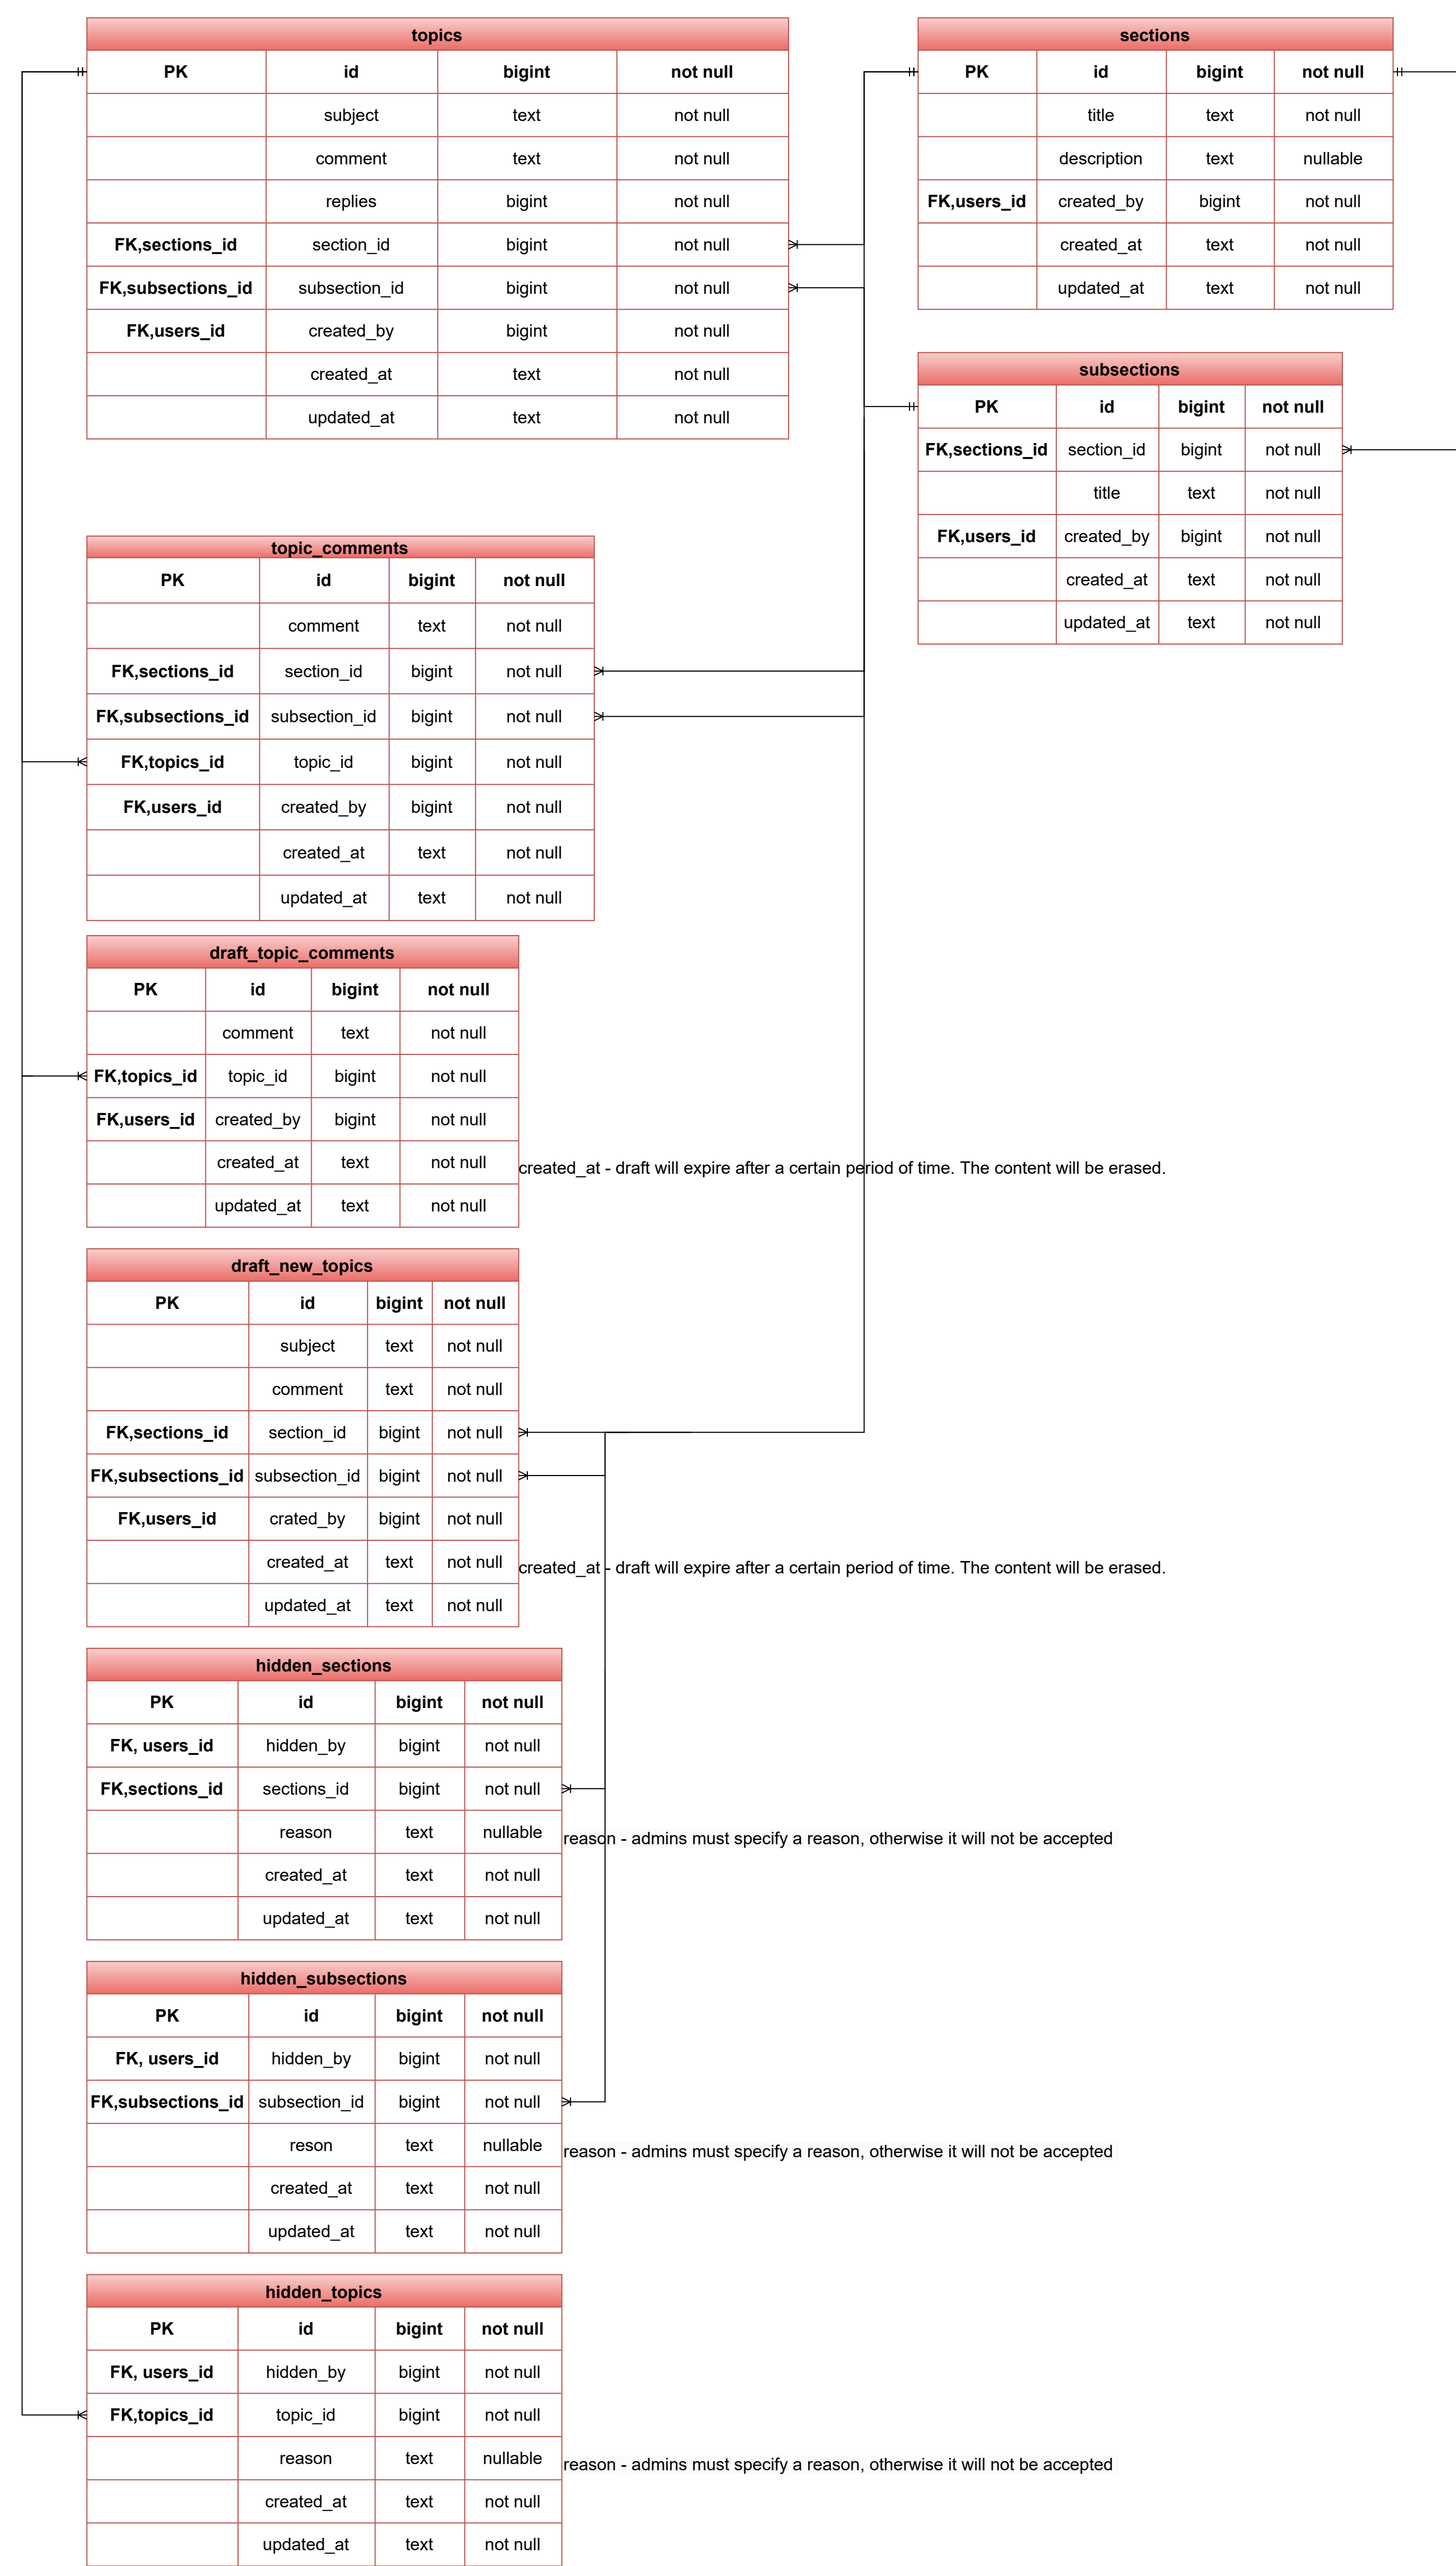 topics
PK id bigint not null
subject text not null
comment text not null
replies bigint not null
FK,sections_id section_id bigint not null
FK,subsections_id subsection_id bigint not null
FK,users_id created_by bigint not null
created_at text not null
updated_at text not null
sections
PK id bigint not null
title text not null
description text nullable
FK,users_id created_by bigint not null
created_at text not null
updated_at text not null
subsections
PK id bigint not null
FK,sections_id section_id bigint not null
title text not null
FK,users_id created_by bigint not null
created_at text not null
updated_at text not null
topic_comments
PK id bigint not null
comment text not null
FK,sections_id section_id bigint not null
FK,subsections_id subsection_id bigint not null
FK,topics_id topic_id bigint not null
FK,users_id created_by bigint not null
created_at text not null
updated_at text not null
draft_topic_comments
PK id bigint not null
comment text not null
FK,topics_id topic_id bigint not null
FK,users_id created_by bigint not null
created_at text not null
created_at - draft will expire after a certain period of time. The content will be erased.
updated_at text not null
draft_new_topics
PK id bigint not null
subject text not null
comment text not null
FK,sections_id section_id bigint not null
FK,subsections_id subsection_id bigint not null
FK,users_id crated_by bigint not null
created_at text not null
created_at - draft will expire after a certain period of time. The content will be erased.
updated_at text not null
hidden_sections
PK id bigint not null
FK, users_id hidden_by bigint not null
FK,sections_id sections_id bigint not null
reason text nullable
reason - admins must specify a reason, otherwise it will not be accepted
created_at text not null
updated_at text not null
hidden_subsections
PK id bigint not null
FK, users_id hidden_by bigint not null
FK,subsections_id subsection_id bigint not null
reson text nullable
reason - admins must specify a reason, otherwise it will not be accepted
created_at text not null
updated_at text not null
hidden_topics
PK id bigint not null
FK, users_id hidden_by bigint not null
FK,topics_id topic_id bigint not null
reason text nullable
reason - admins must specify a reason, otherwise it will not be accepted
created_at text not null
updated_at text not null